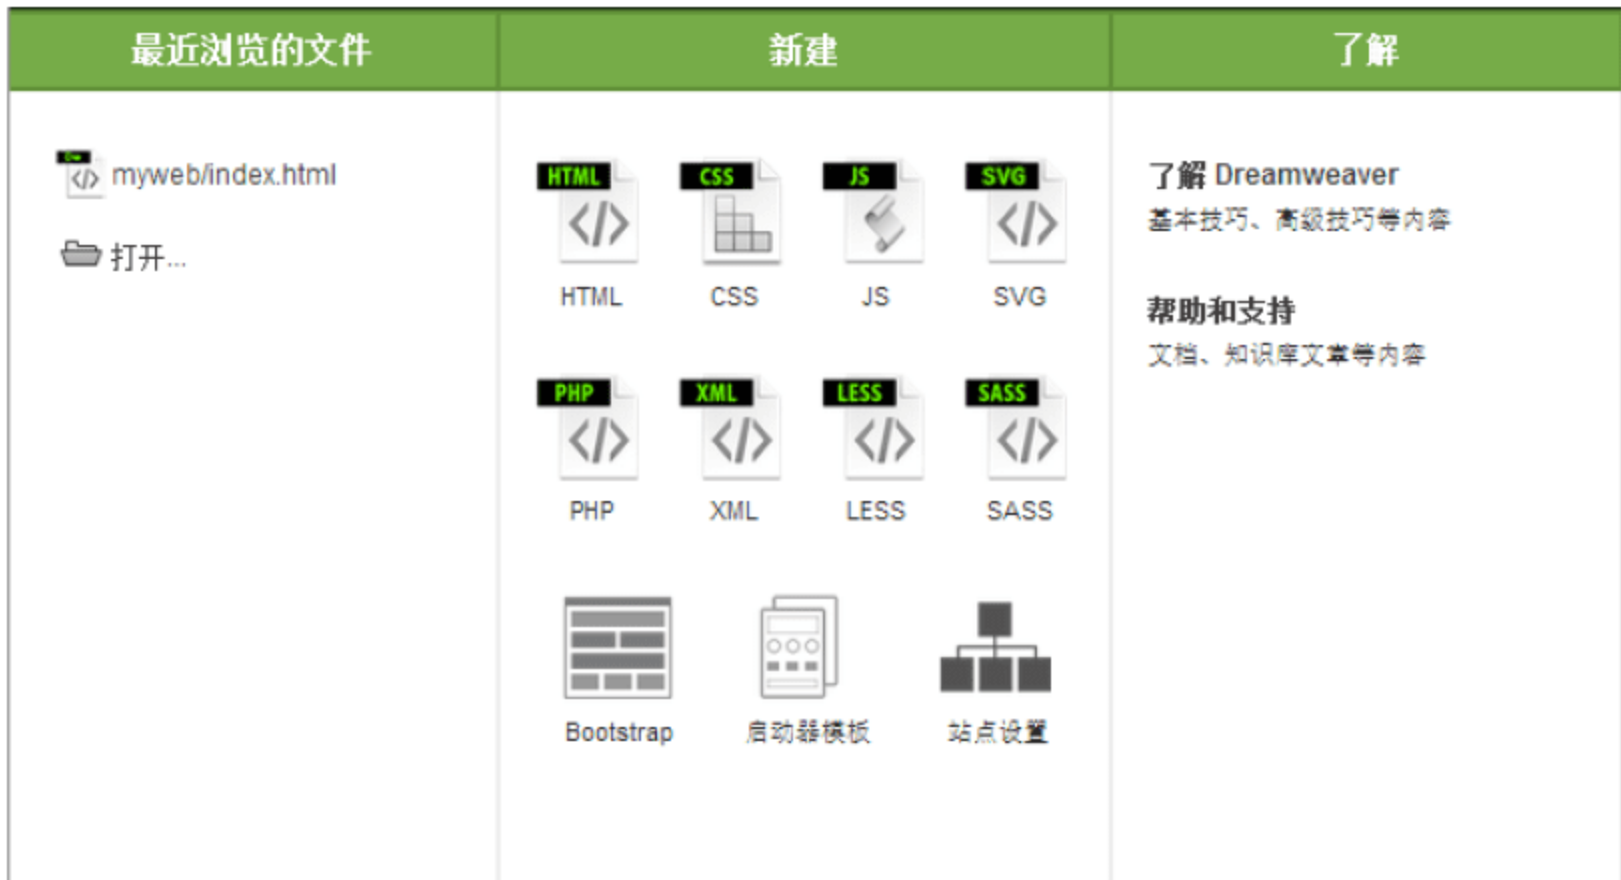 最近浏览的文件
新建
了解
myweb/index.html
打开...
HTML
CSS
JS
SVG
HTML
CSS
JS
SVG
PHP
XML
LESS
SASS
PHP
XML
LESS
SASS
Bootstrap
启动器模板
站点设置
了解 Dreamweaver
基本技巧、高级技巧等内容
帮助和支持
文档、知识库文章等内容